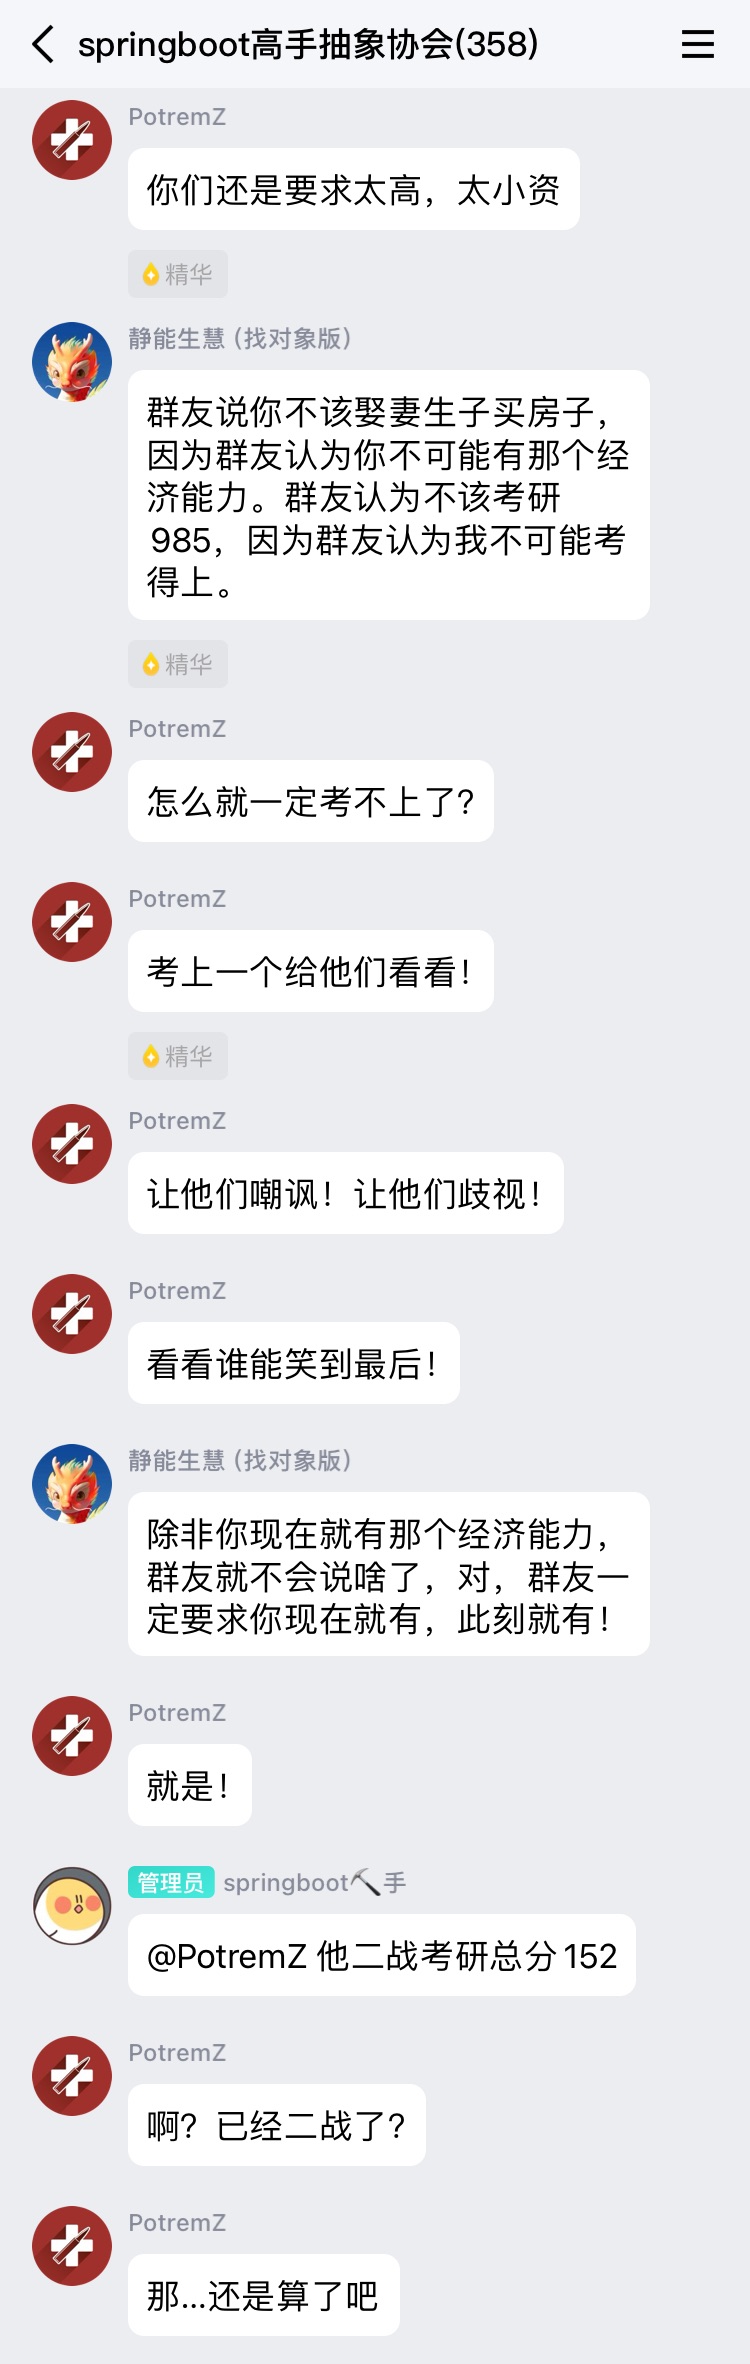 springboot高手抽象协会(358)
PotremZ
你们还是要求太高，太小资
精华
静能生慧 (找对象版)
群友说你不该娶妻生子买房子，
因为群友认为你不可能有那个经
济能力。群友认为不该考研
985，因为群友认为我不可能考
得上。
精华
PotremZ
怎么就一定考不上了?
PotremZ
考上一个给他们看看！
精华
PotremZ
让他们嘲讽！让他们歧视！
PotremZ
看看谁能笑到最后！
静能生慧 (找对象版)
除非你现在就有那个经济能力，
群友就不会说啥了，对，群友一
定要求你现在就有，此刻就有！
PotremZ
就是！
管理员 springboot⛏手
@PotremZ 他二战考研总分152
PotremZ
啊？已经二战了?
PotremZ
那...还是算了吧